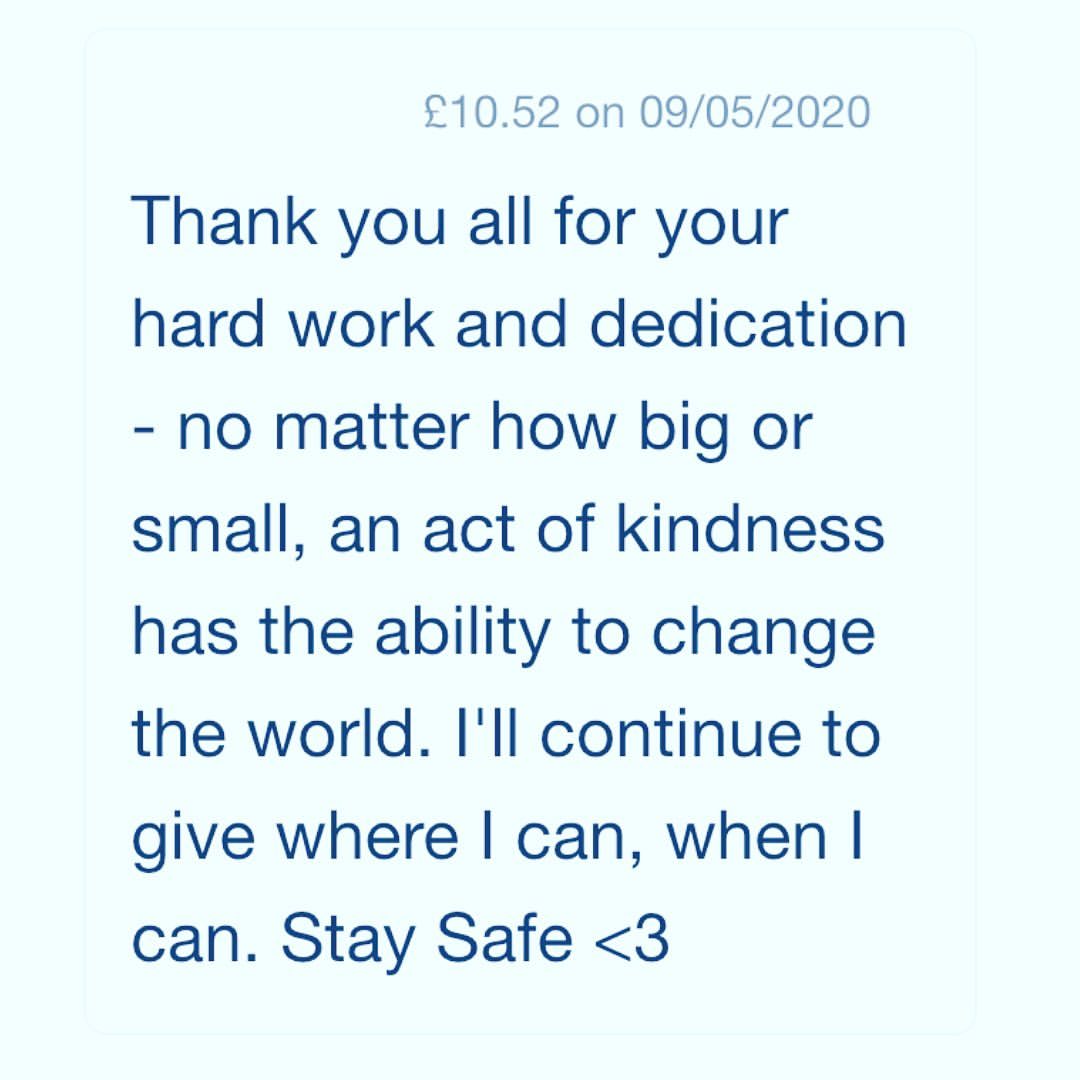 £10.52 on 09/05/2020
Thank you all for your
hard work and dedication
- no matter how big or
small, an act of kindness
has the ability to change
the world. I'll continue to
give where I can, when I
can. Stay Safe <3